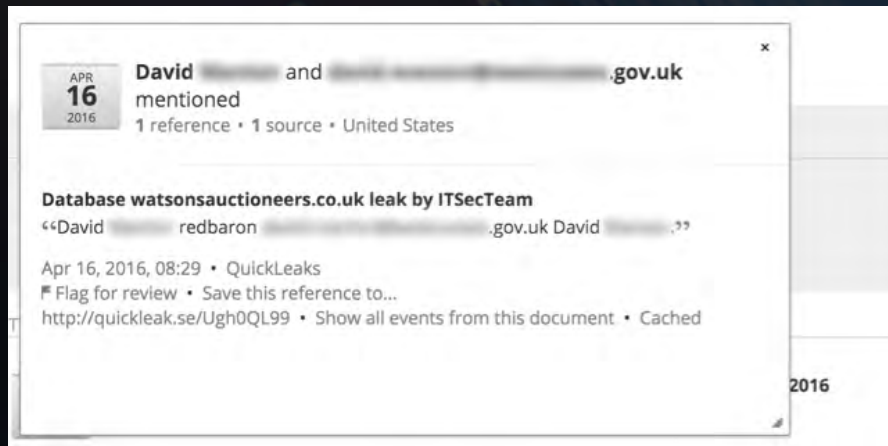 APR
16
2016
David and .gov.uk
mentioned
1 reference • 1 source • United States
×
Database watsonsauctioneers.co.uk leak by ITSecTeam
“David redbaron .gov.uk David .”
Apr 16, 2016, 08:29 • QuickLeaks
Flag for review • Save this reference to...
http://quickleak.se/Ugh0QL99 • Show all events from this document • Cached
2016